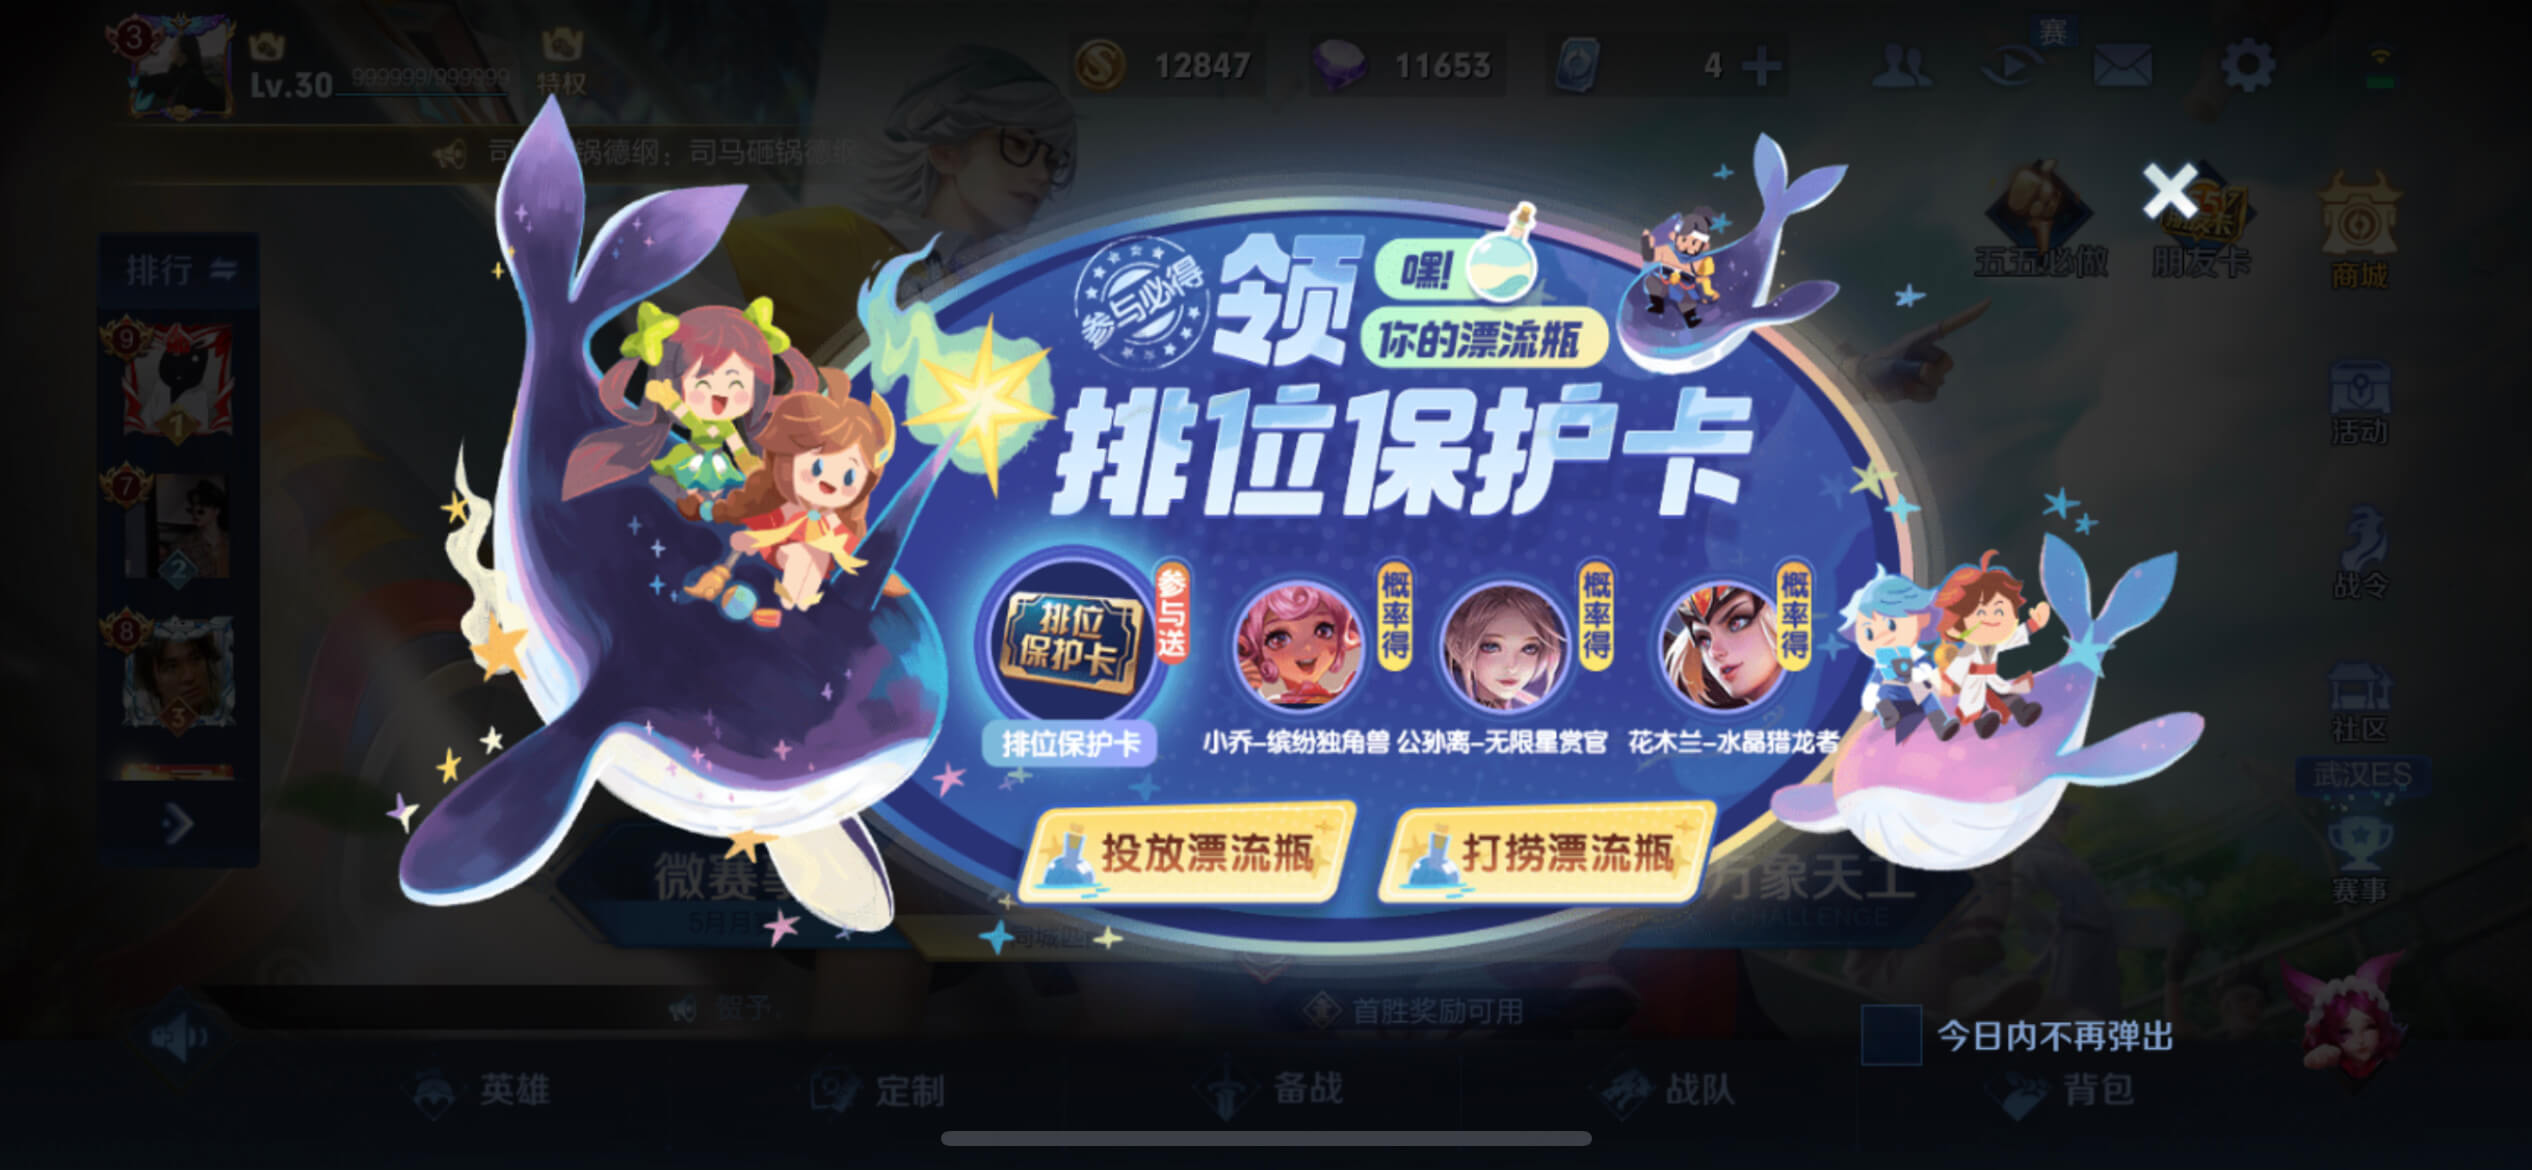 3
Lv.30
999999/999999
特权
12847
11653
4
赛
锅德纲：司马砸锅德纲
排行
9
1
7
2
8
3
五五必做
朋友卡
商城
活动
战令
社区
武汉ES
赛事
参与必得
领
嘿!
你的漂流瓶
排位保护卡
排位
保护卡
参与送
概率得
概率得
概率得
排位保护卡
小乔-缤纷独角兽
公孙离-无限星赏官
花木兰-水晶猎龙者
投放漂流瓶
打捞漂流瓶
微赛事
5月月
同城匹
万象天工
CHALLENGE
贺予.
首胜奖励可用
今日内不再弹出
英雄
定制
备战
战队
背包